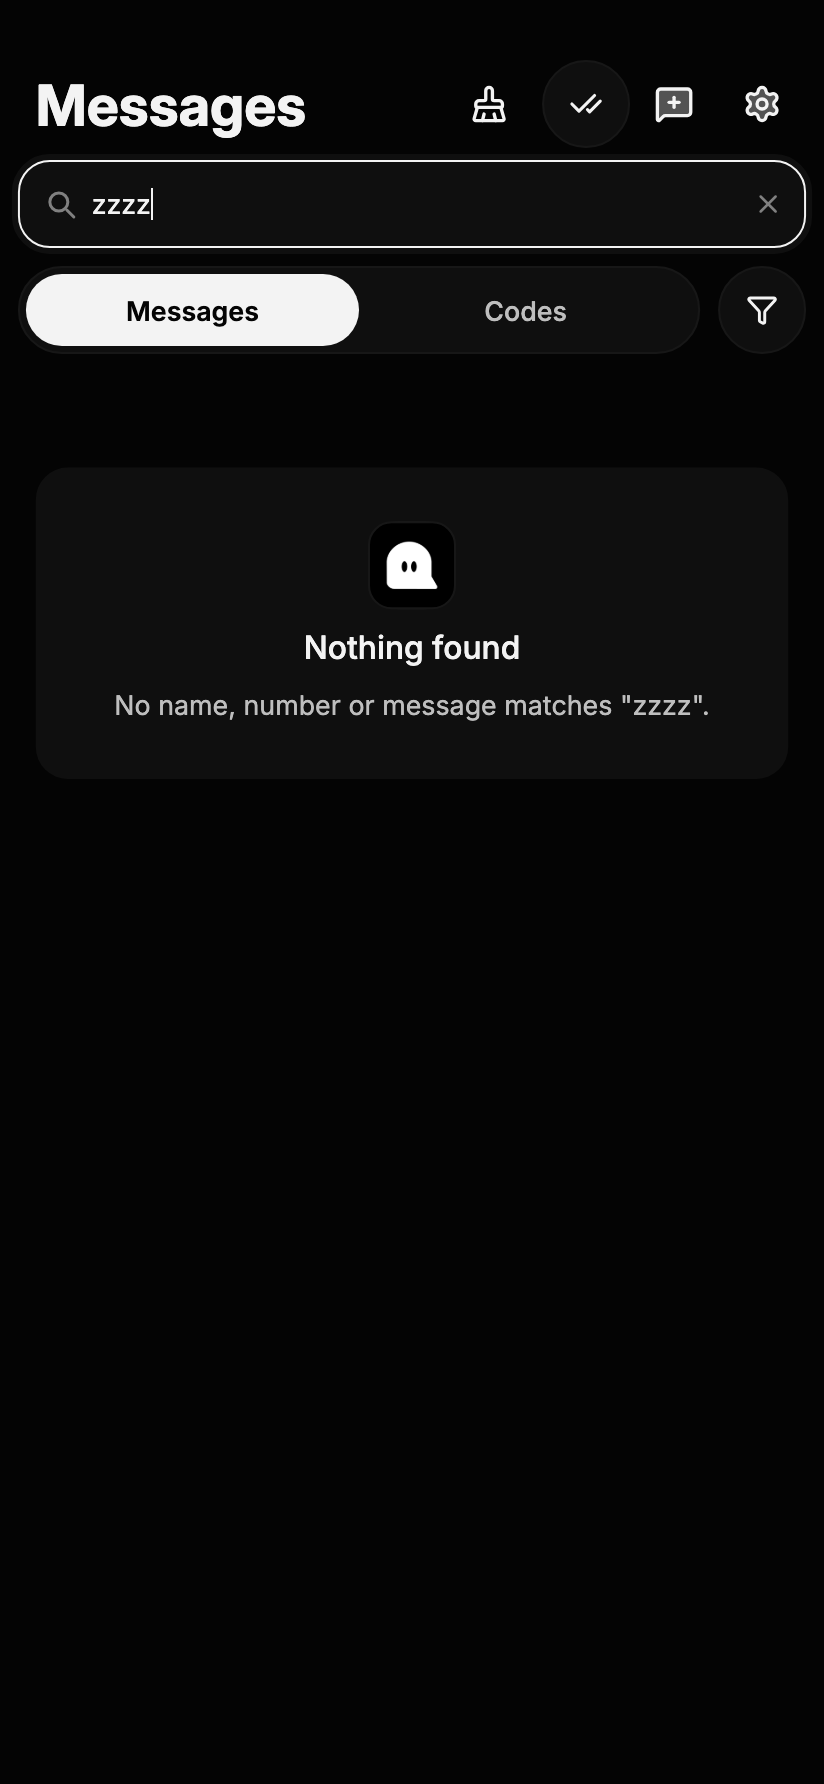 Messages
zzzz
Messages
Codes
Nothing found
No name, number or message matches "zzzz".